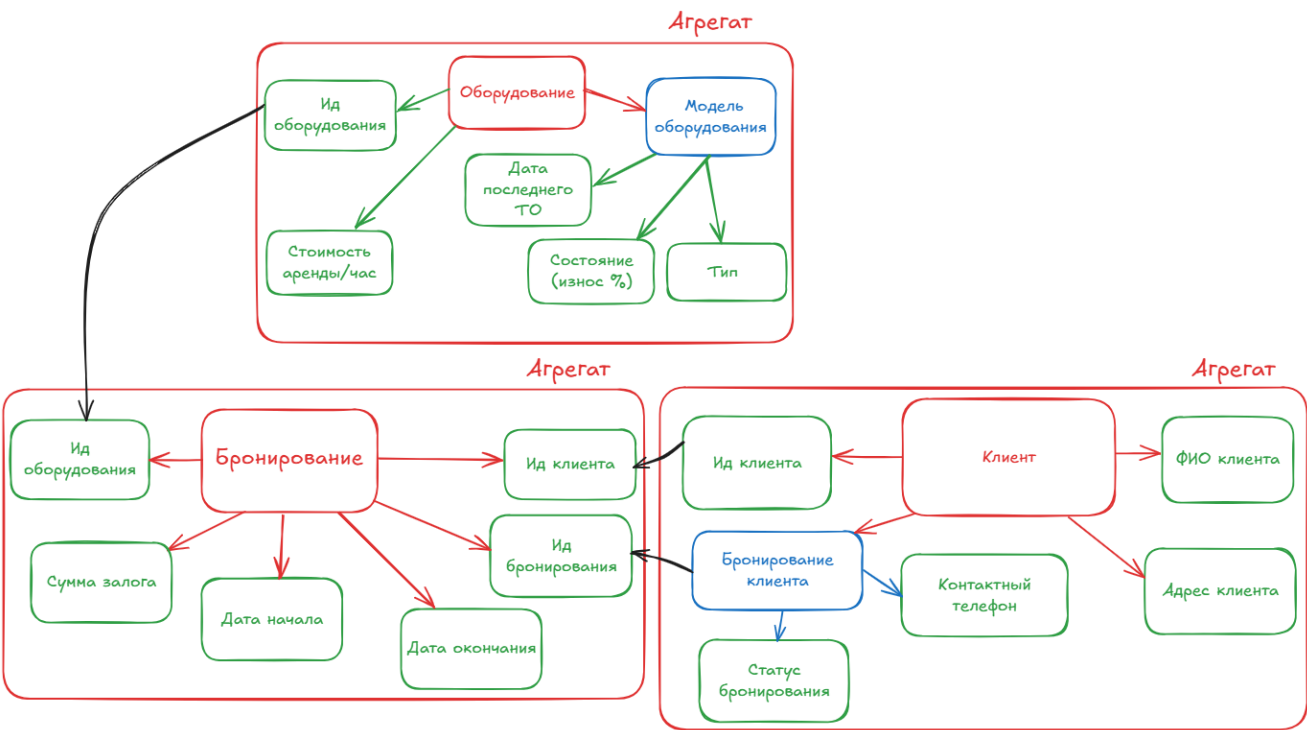 Агрегат
Ид
оборудования
Оборудование
Модель
оборудования
Дата
последнего
ТО
Стоимость
аренды/час
Состояние
(износ %)
Тип
Агрегат
Ид
оборудования
Бронирование
Ид клиента
Ид
бронирования
Сумма залога
Дата начала
Дата окончания
Агрегат
Ид клиента
Клиент
ФИО клиента
Бронирование
клиента
Контактный
телефон
Адрес клиента
Статус
бронирования